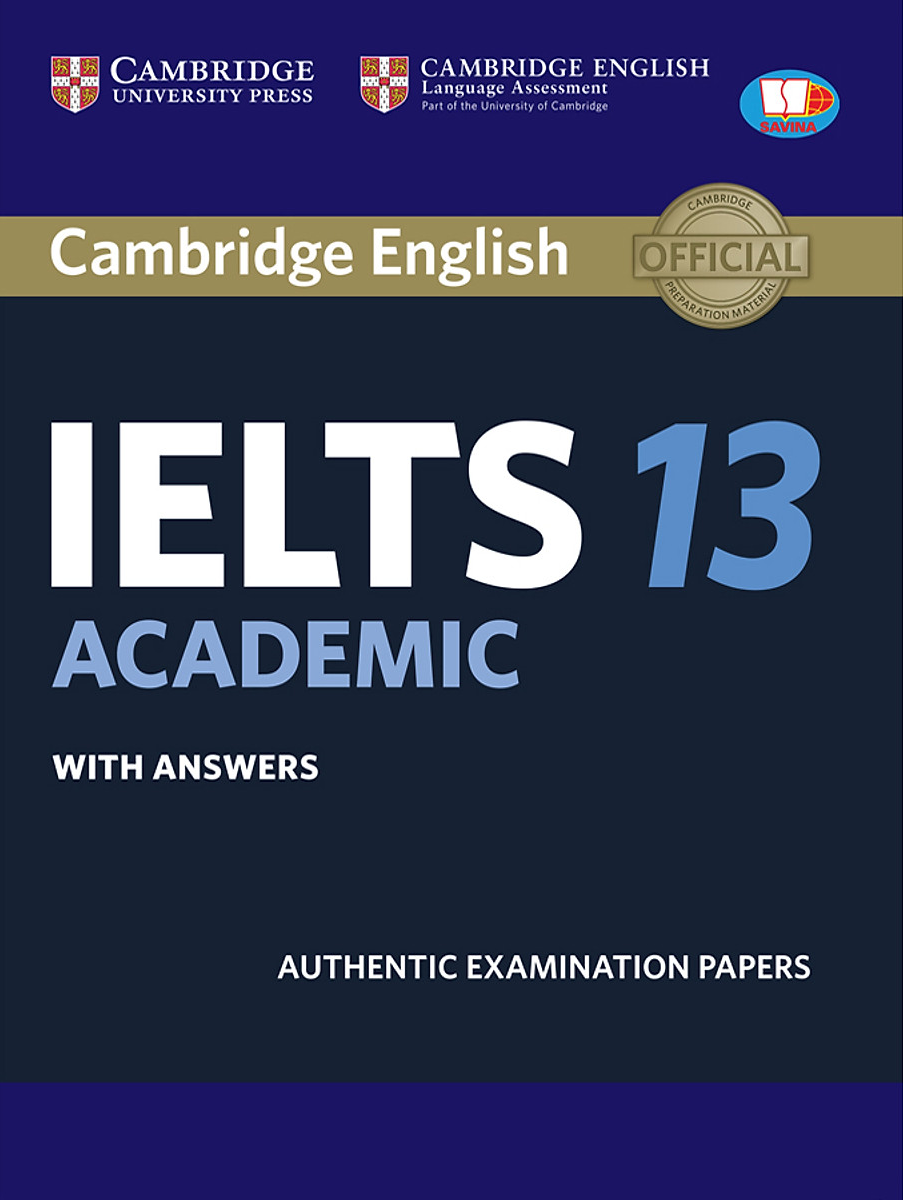 CAMBRIDGE
UNIVERSITY PRESS
CAMBRIDGE ENGLISH
Language Assessment
Part of the University of Cambridge
SAVINA
Cambridge English
CAMBRIDGE
OFFICIAL
PREPARATION MATERIAL
IELTS 13
ACADEMIC
WITH ANSWERS
AUTHENTIC EXAMINATION PAPERS